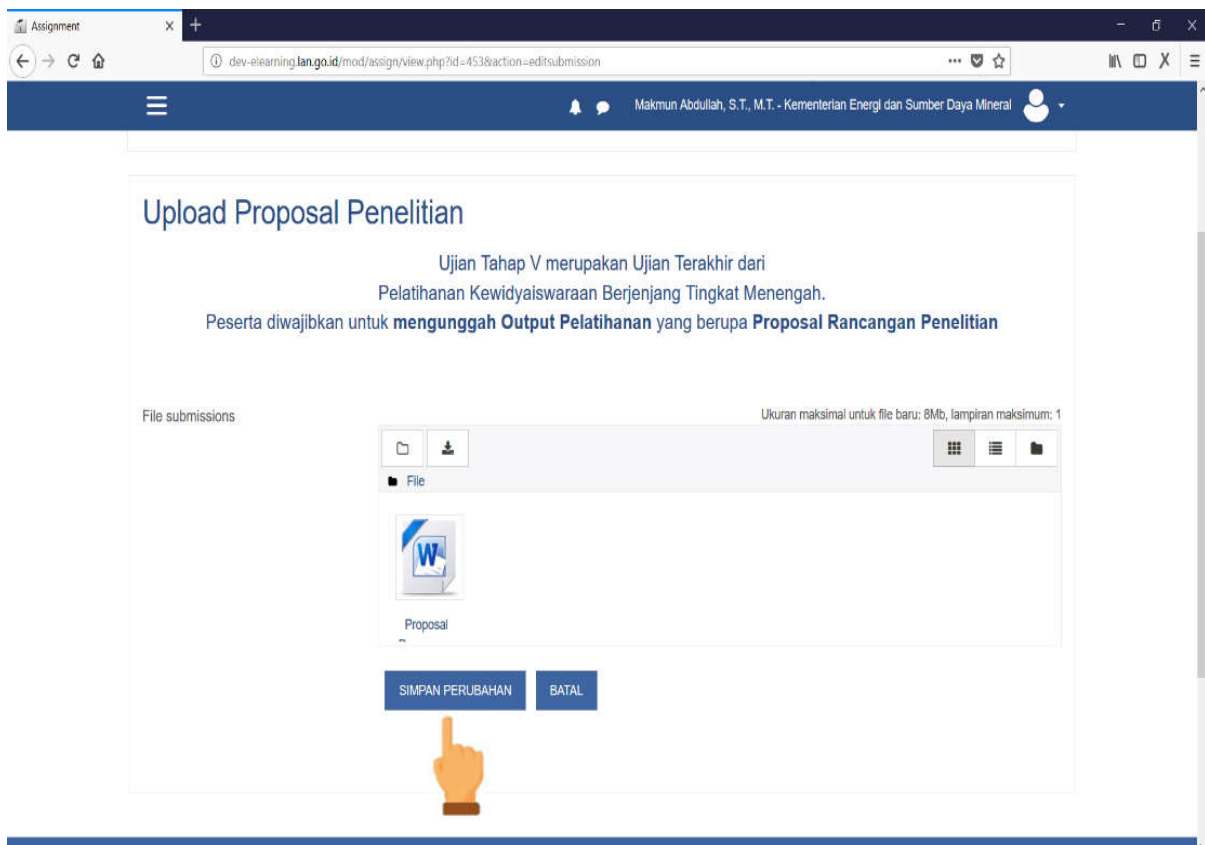 Assignment
dev-elearning.lan.go.id/mod/assign/view.php?id=453&action=editsubmission
Makmun Abdullah, S.T., M.T. - Kementerian Energi dan Sumber Daya Mineral
Upload Proposal Penelitian
Ujian Tahap V merupakan Ujian Terakhir dari
Pelatihanan Kewidyaiswaraan Berjenjang Tingkat Menengah.
Peserta diwajibkan untuk mengunggah Output Pelatihanan yang berupa Proposal Rancangan Penelitian
File submissions
Ukuran maksimal untuk file baru: 8Mb, lampiran maksimum: 1
File
W
Proposal
SIMPAN PERUBAHAN BATAL